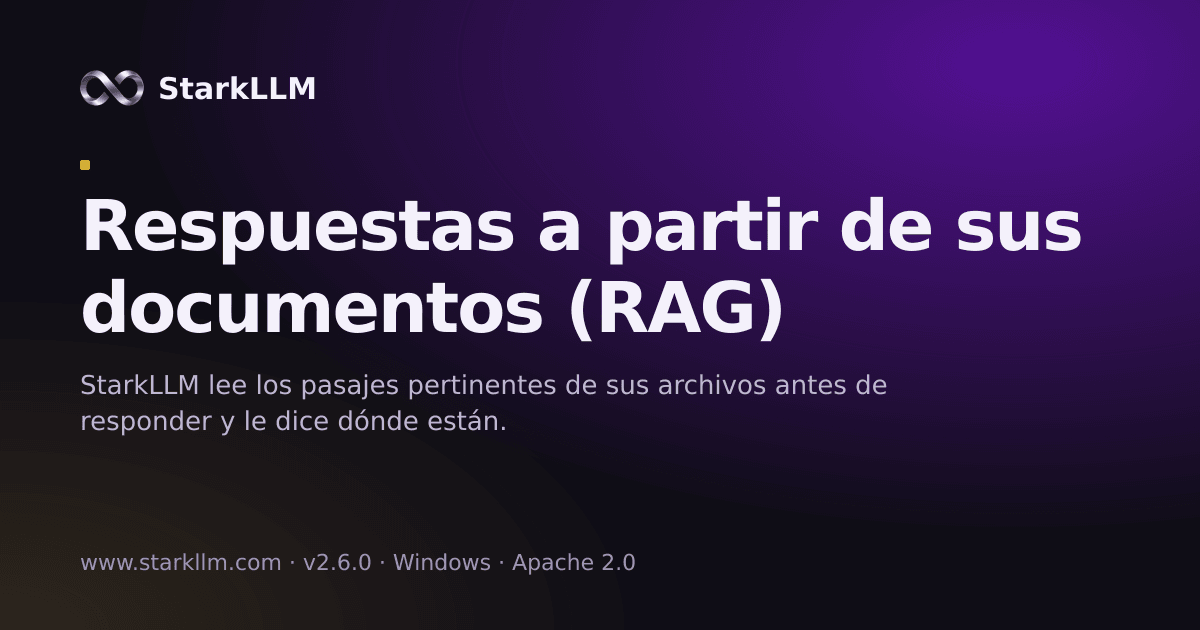 StarkLLM
Respuestas a partir de sus
documentos (RAG)
StarkLLM lee los pasajes pertinentes de sus archivos antes de
responder y le dice dónde están.
www.starkllm.com · v2.6.0 · Windows · Apache 2.0